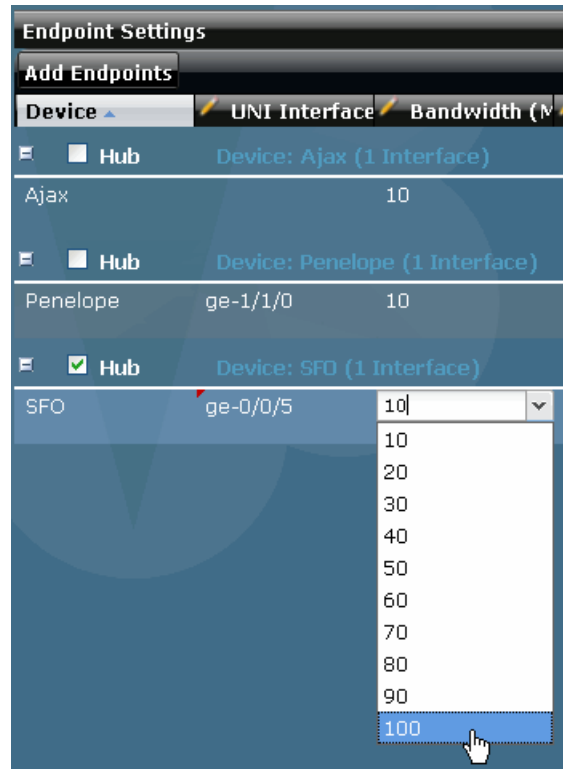 Endpoint Settings
Add Endpoints
Device UNI Interface Bandwidth (M
Hub Device: Ajax (1 Interface)
Ajax 10
Hub Device: Penelope (1 Interface)
Penelope ge-1/1/0 10
Hub Device: SFO (1 Interface)
SFO ge-0/0/5 10
10
20
30
40
50
60
70
80
90
100